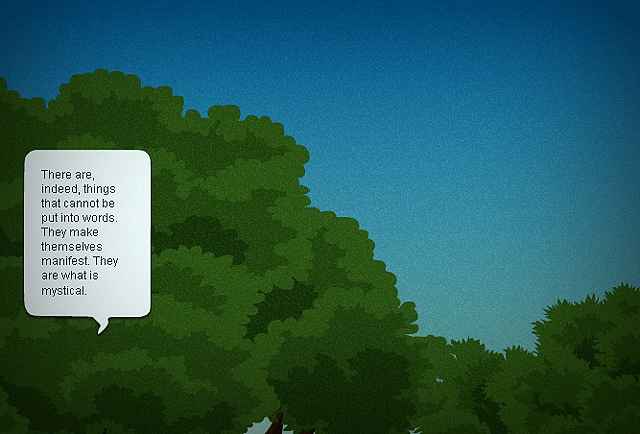 There are,
indeed, things
that cannot be
put into words.
They make
themselves
manifest. They
are what is
mystical.